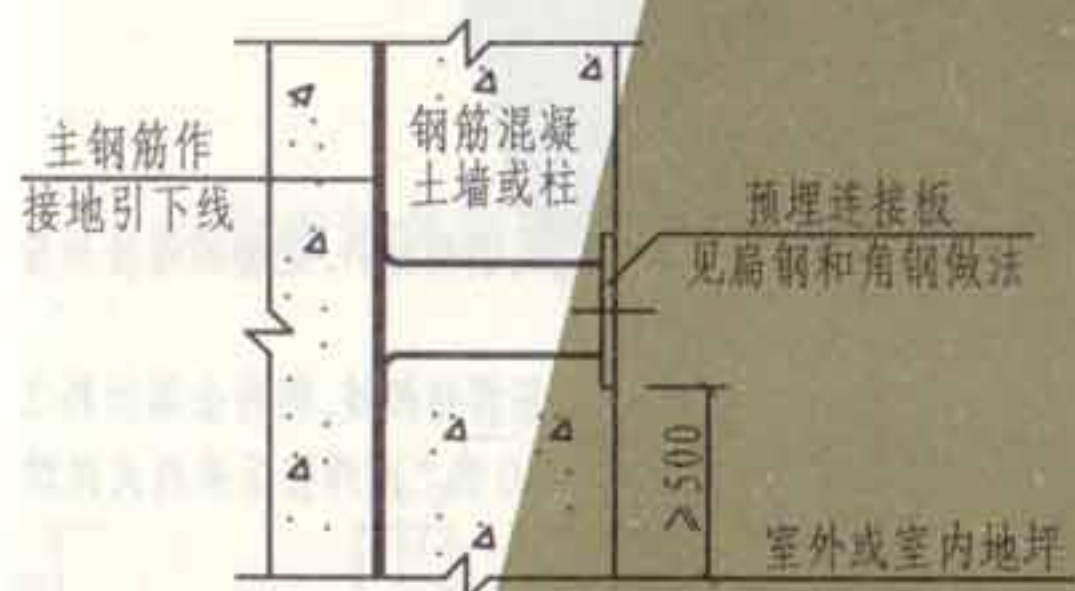 主钢筋作
接地引下线
钢筋混凝
土墙或柱
预埋连接板
见扁钢和角钢做法
≥500
室外或室内地坪